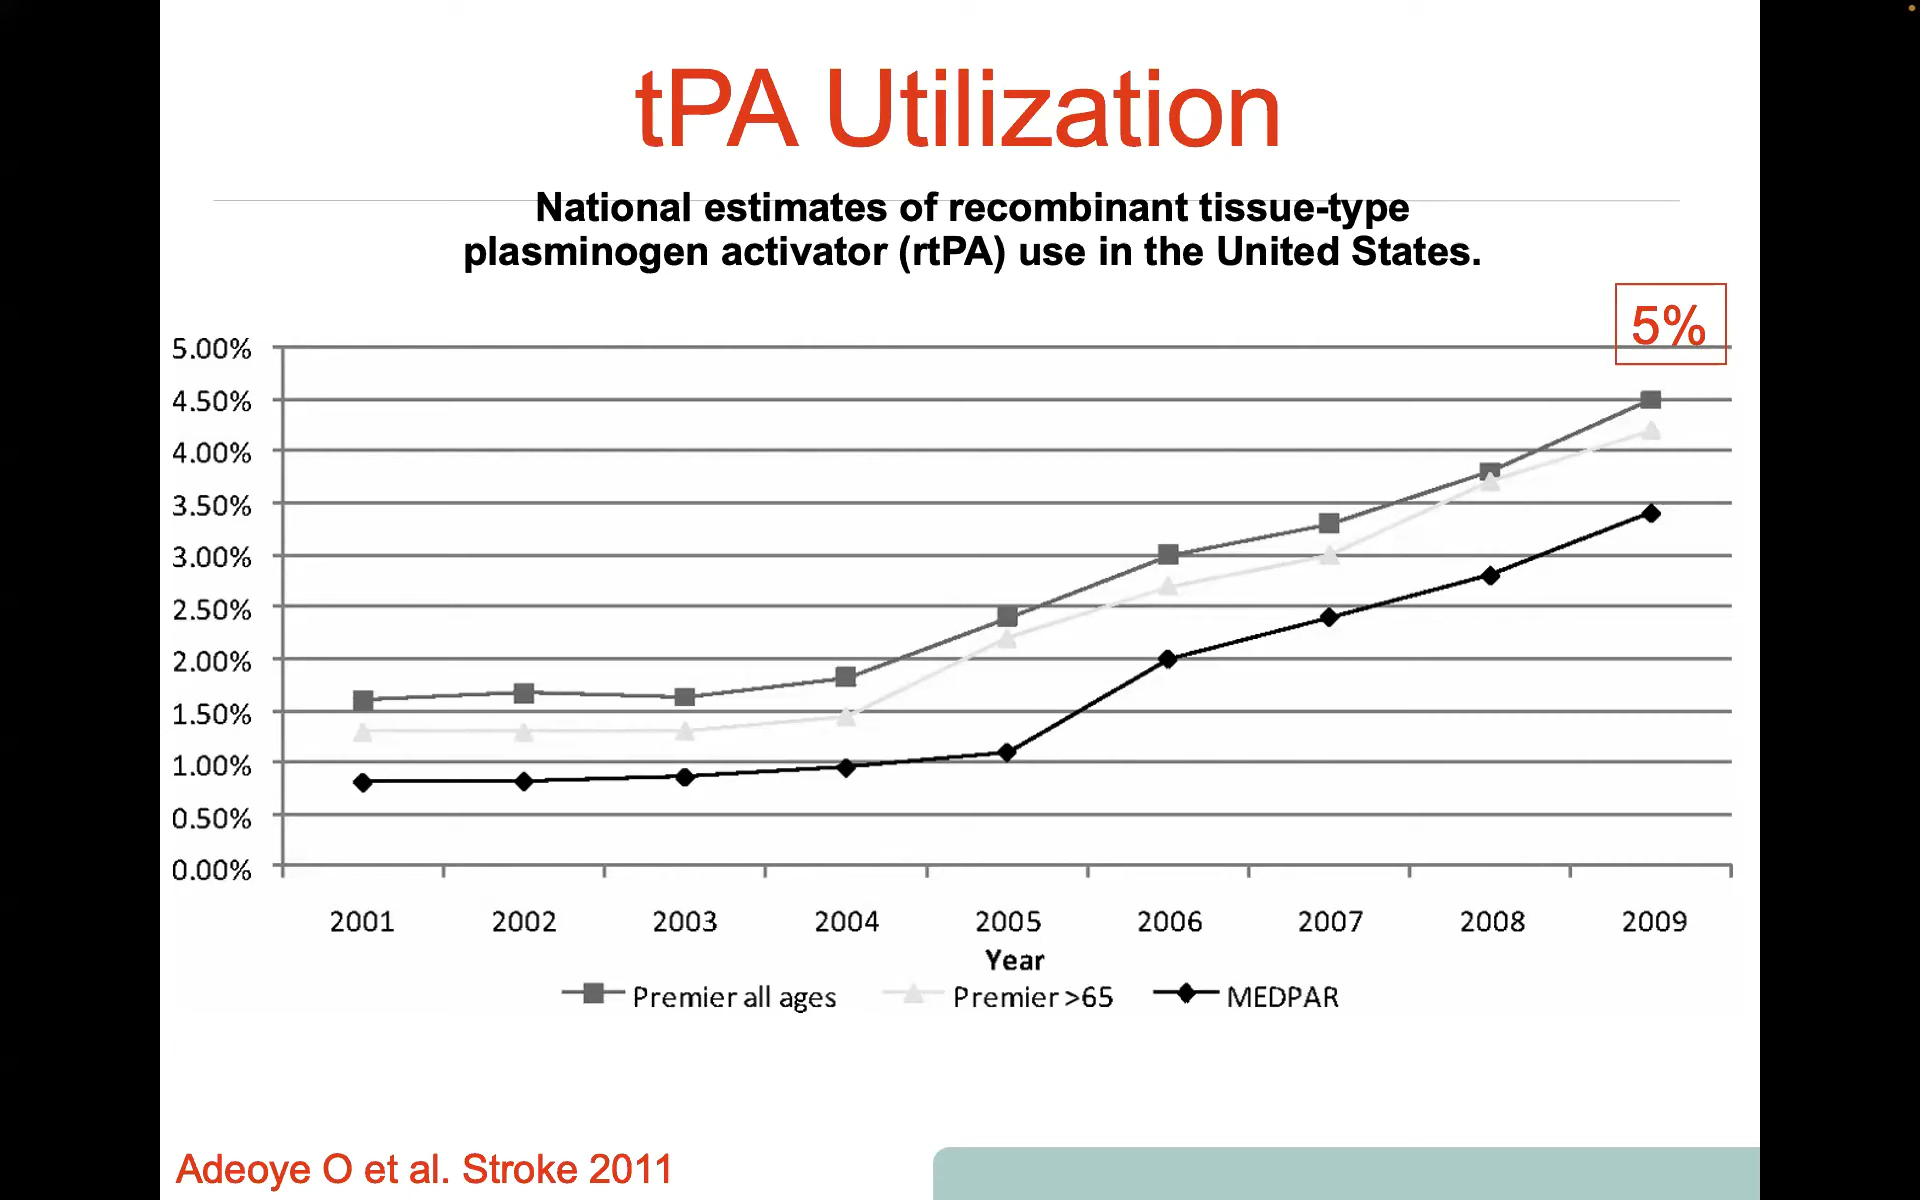 tPA Utilization
National estimates of recombinant tissue-type
plasminogen activator (rtPA) use in the United States.
5%
5.00%
4.50%
4.00%
3.50%
3.00%
2.50%
2.00%
1.50%
1.00%
0.50%
0.00%
2001 2002 2003 2004 2005 2006 2007 2008 2009
Year
Premier all ages Premier >65 MEDPAR
Adeoye O et al. Stroke 2011